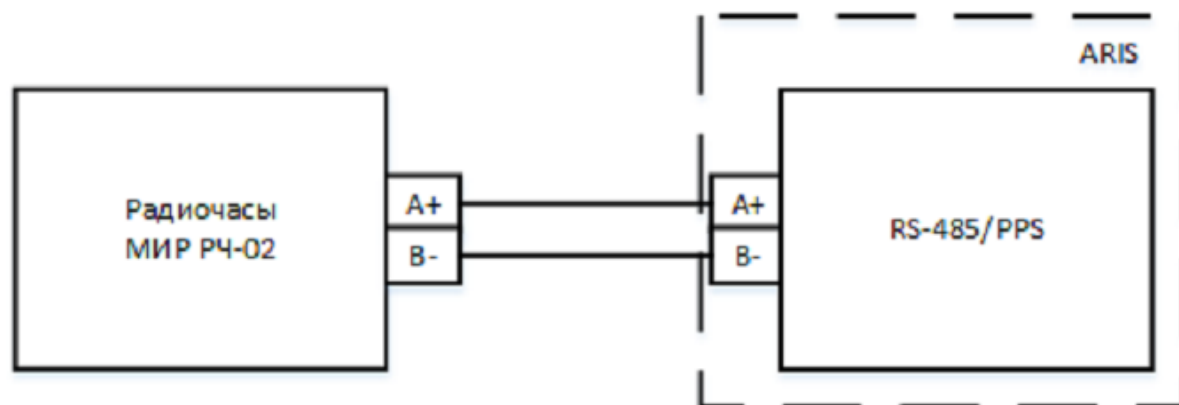 ARIS
Радиочасы
МИР РЧ-02
A+
B-
A+
B-
RS-485/PPS